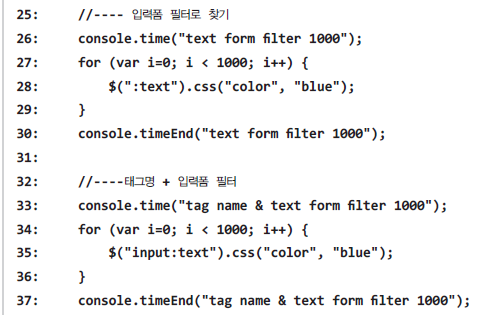 25: //---- 입력폼 필터로 찾기
26: console.time("text form filter 1000");
27: for (var i=0; i < 1000; i++) {
28: $(":text").css("color", "blue");
29: }
30: console.timeEnd("text form filter 1000");
31:
32: //----태그명 + 입력폼 필터
33: console.time("tag name & text form filter 1000");
34: for (var i=0; i < 1000; i++) {
35: $("input:text").css("color", "blue");
36: }
37: console.timeEnd("tag name & text form filter 1000");